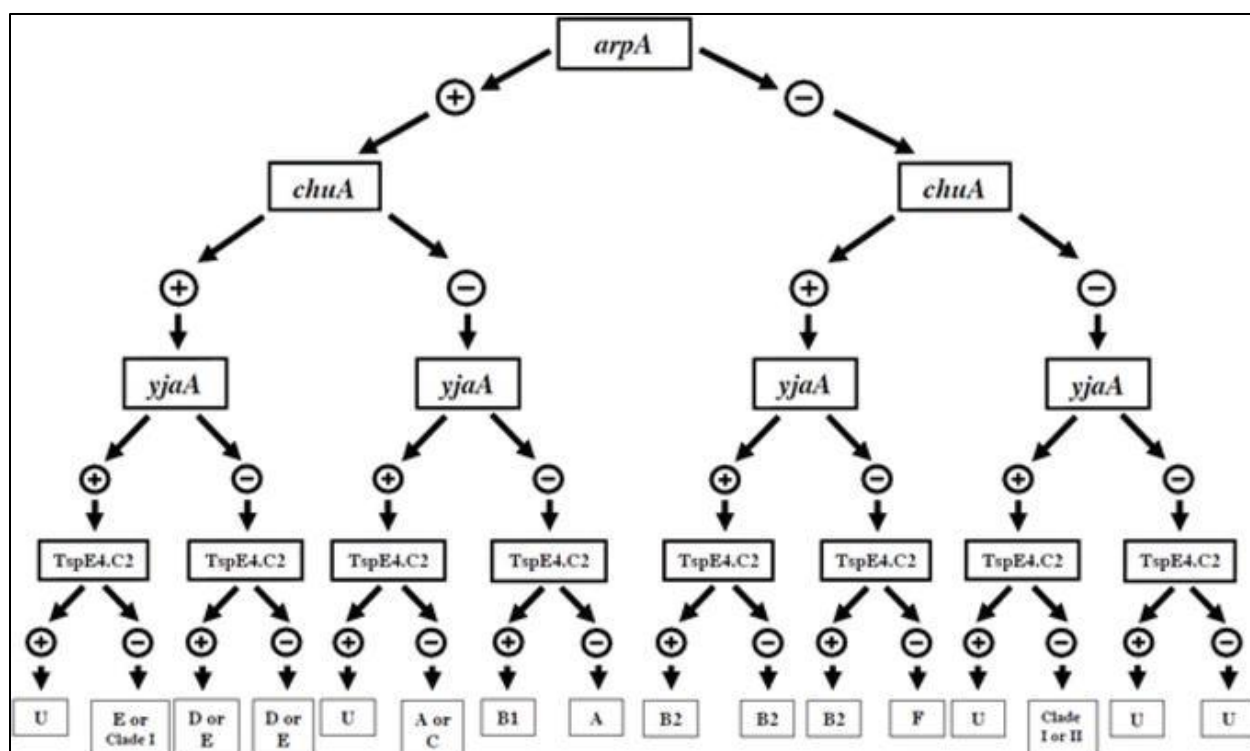 arpA
+ −
chuA chuA
+ − + −
yjaA yjaA yjaA yjaA
+ − + − + − + −
TspE4.C2 TspE4.C2 TspE4.C2 TspE4.C2 TspE4.C2 TspE4.C2 TspE4.C2 TspE4.C2
+ − + − + − + − + − + − + − + −
U
E or
Clade I
D or
E
D or
E
U
A or
C
B1
A
B2
B2
B2
F
U
Clade
I or II
U
U